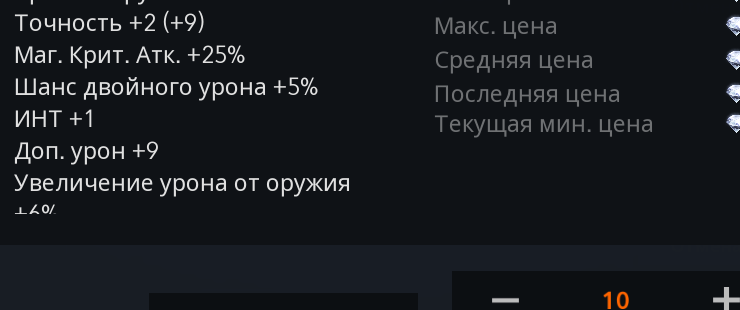 Точность +2 (+9)
Маг. Крит. Атк. +25%
Шанс двойного урона +5%
ИНТ +1
Доп. урон +9
Увеличение урона от оружия
+6%
Макс. цена
Средняя цена
Последняя цена
Текущая мин. цена
— 10 +